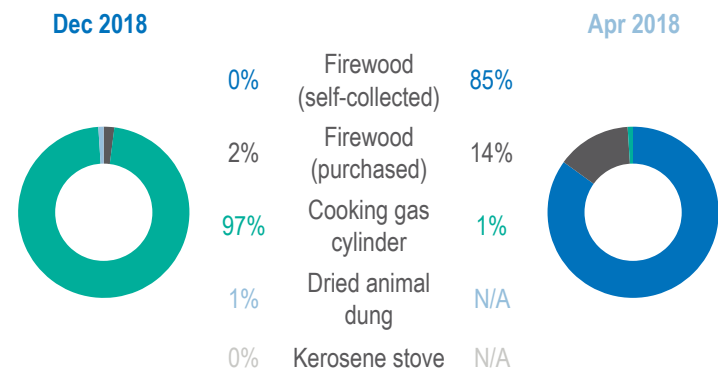 Dec 2018
Apr 2018
0%
Firewood
(self-collected)
85%
2%
Firewood
(purchased)
14%
97%
Cooking gas
cylinder
1%
1%
Dried animal
dung
N/A
0%
Kerosene stove
N/A